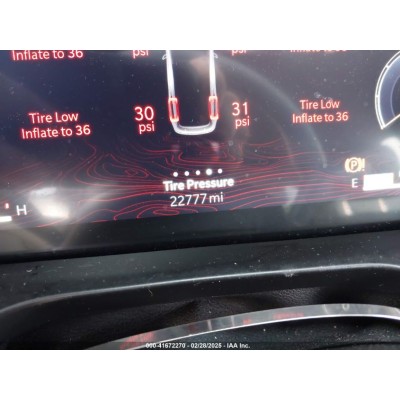 Inflate to 36
psi
psi
Tire Low
Inflate to 36
30
psi
31
psi
Tire Low
Inflate to 36
Tire Pressure
22777 mi
H
E
000-41672270 - 02/28/2025 - IAA Inc.